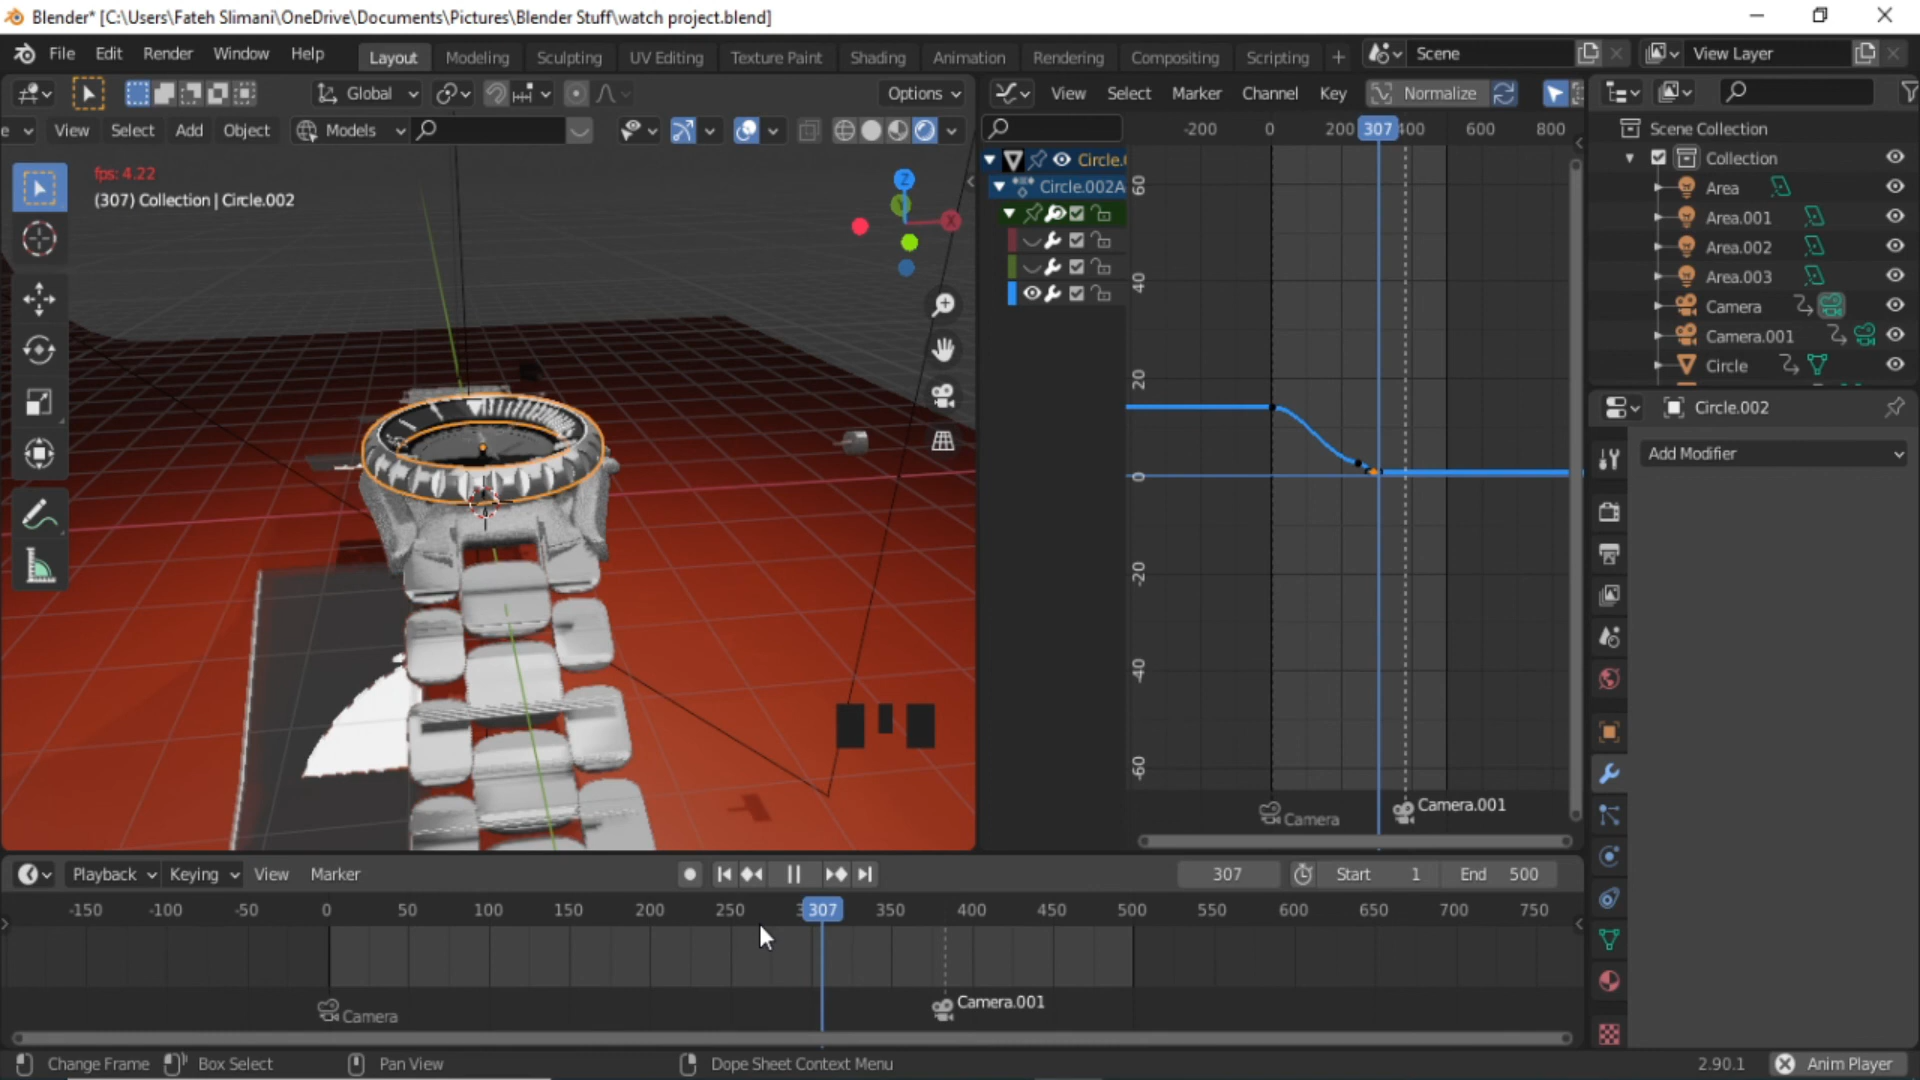 Blender* [C:\Users\Fateh Slimani\OneDrive\Documents\Pictures\Blender Stuff\watch project.blend]
File Edit Render Window Help
Layout Modeling Sculpting UV Editing Texture Paint Shading Animation Rendering Compositing Scripting +
Scene
View Layer
Global
Options
View Select Marker Channel Key Normalize
e View Select Add Object Models
fps: 4.22
(307) Collection | Circle.002
Z
Y
X
-200 0 200 307 400 600 800
Circle.
Circle.002A
60
40
20
0
-20
-40
-60
Camera
Camera.001
Scene Collection
Collection
Area
Area.001
Area.002
Area.003
Camera
Camera.001
Circle
Circle.002
Add Modifier
Playback Keying View Marker
307
Start 1
End 500
-150 -100 -50 0 50 100 150 200 250 307 350 400 450 500 550 600 650 700 750
Camera
Camera.001
Change Frame Box Select Pan View Dope Sheet Context Menu
2.90.1
Anim Player